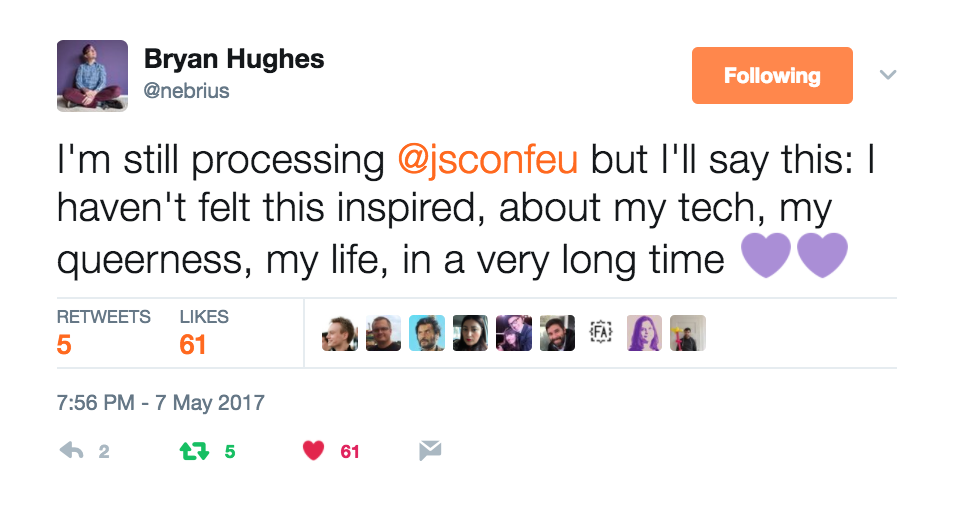 Bryan Hughes
@nebrius
Following
I'm still processing @jsconfeu but I'll say this: I
haven't felt this inspired, about my tech, my
queerness, my life, in a very long time 💜💜
RETWEETS LIKES
5 61
FA
7:56 PM - 7 May 2017
2 5 61